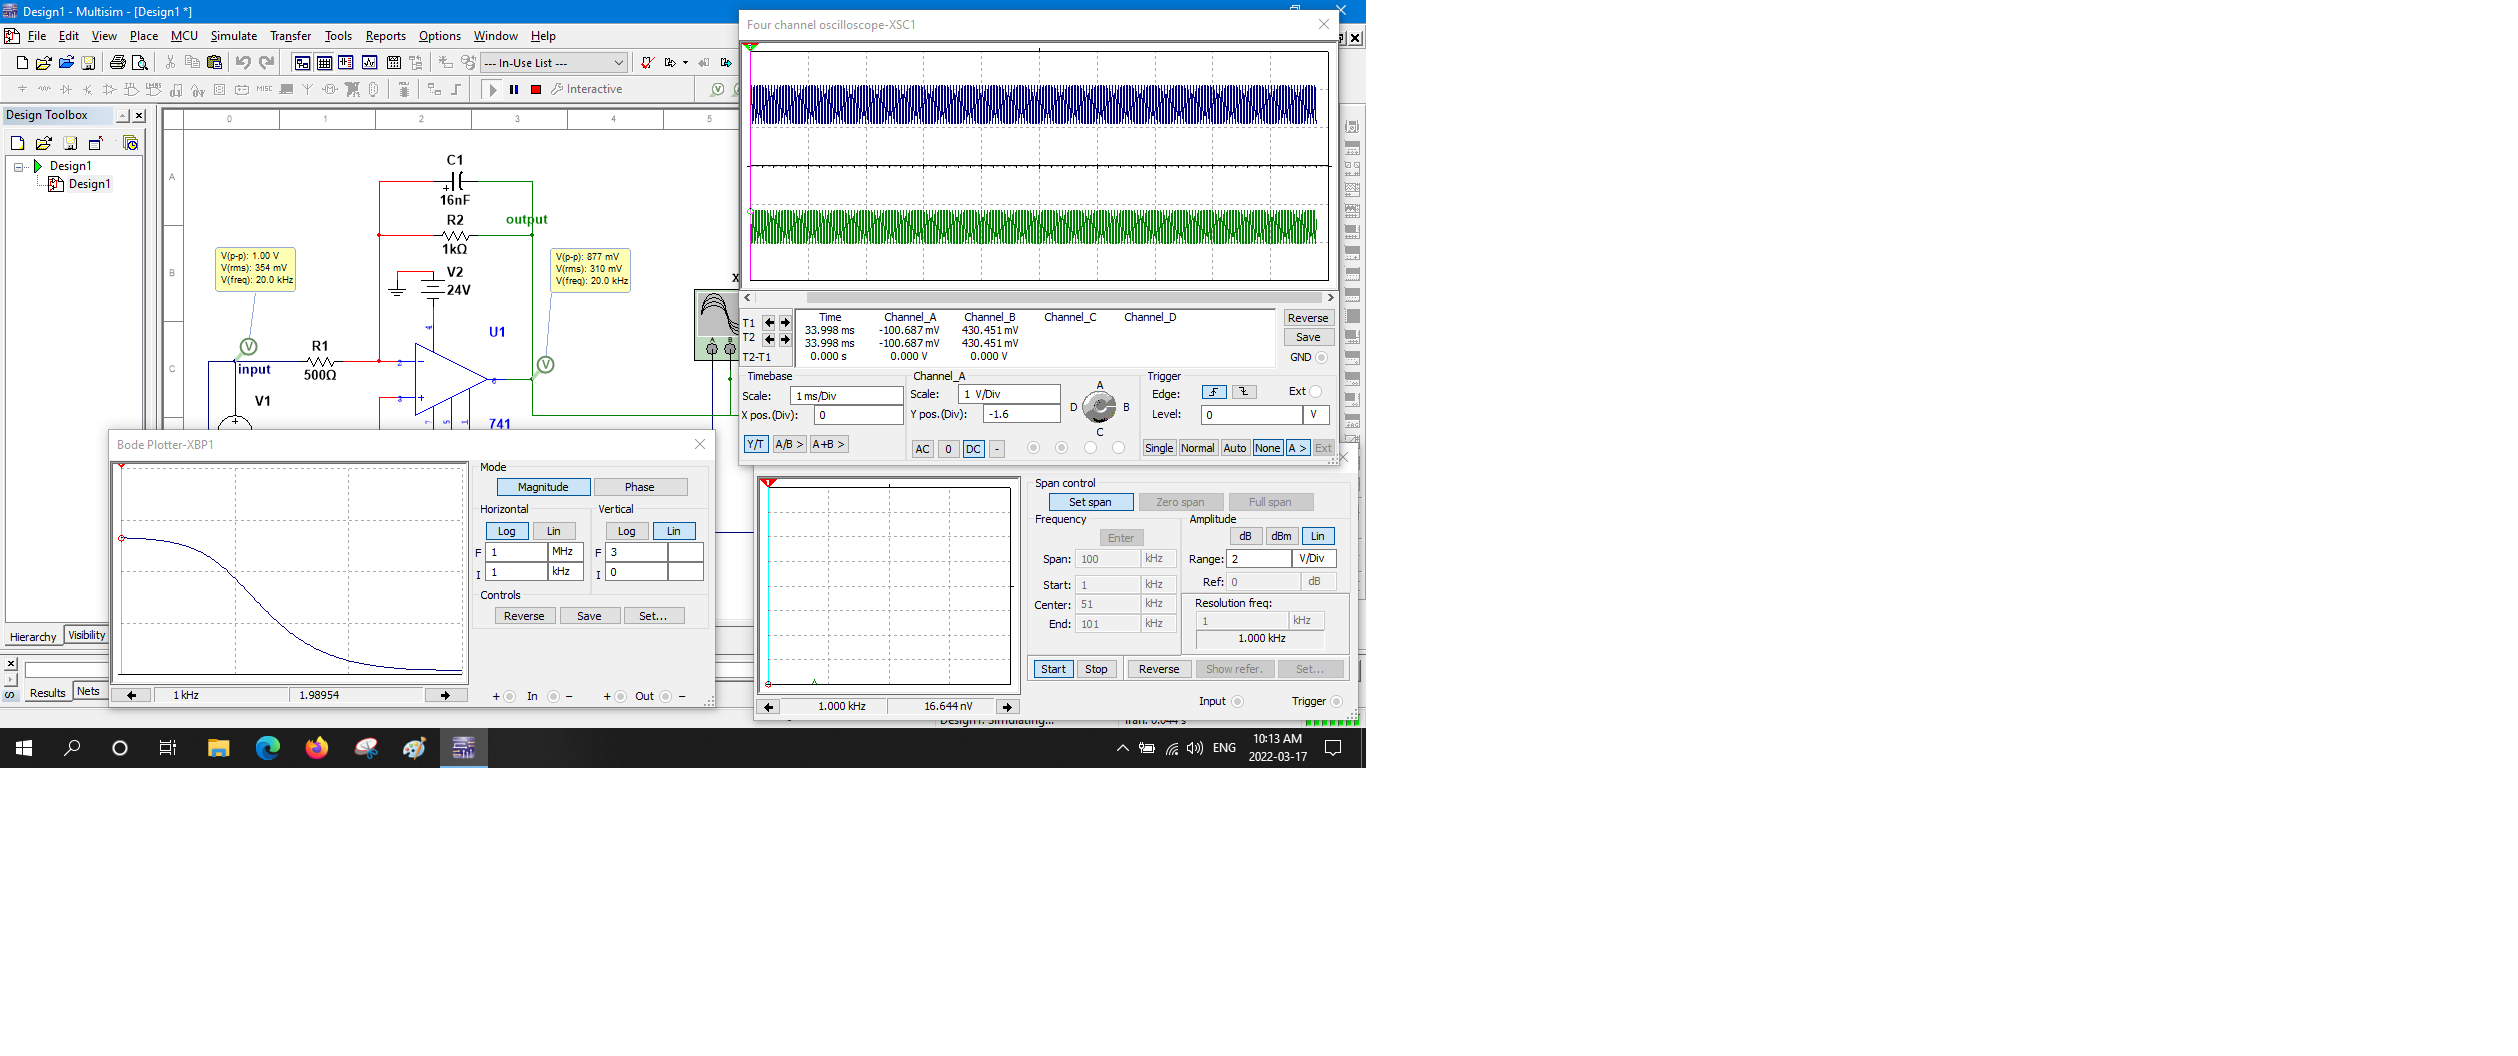 Design1 - Multisim - [Design1 *]
File Edit View Place MCU Simulate Transfer Tools Reports Options Window Help
--- In-Use List ---
Interactive
Design Toolbox
Design1
Design1
Hierarchy
Visibility
Results
Nets
0 1 2 3 4 5
A
B
C
C1
16nF
R2
1kΩ
output
V(p-p): 1.00 V
V(rms): 354 mV
V(freq): 20.0 kHz
V(p-p): 877 mV
V(rms): 310 mV
V(freq): 20.0 kHz
V2
24V
4
U1
V
V
input
R1
500Ω
2
3
6
7 5 1
741
V1
X
A B
Bode Plotter-XBP1
Mode
Magnitude Phase
Horizontal Vertical
Log Lin Log Lin
F 1 MHz F 3
I 1 kHz I 0
Controls
Reverse Save Set...
1 kHz 1.98954
+ In - + Out -
Four channel oscilloscope-XSC1
Time Channel_A Channel_B Channel_C Channel_D
T1 33.998 ms -100.687 mV 430.451 mV
T2 33.998 ms -100.687 mV 430.451 mV
T2-T1 0.000 s 0.000 V 0.000 V
Reverse
Save
GND
Timebase
Scale: 1 ms/Div
X pos.(Div): 0
Y/T A/B > A+B >
Channel_A
Scale: 1 V/Div
Y pos.(Div): -1.6
AC 0 DC -
A
B
C
D
Trigger
Edge: Ext
Level: 0 V
Single Normal Auto None A > Ext
Span control
Set span Zero span Full span
Frequency
Enter
Span: 100 kHz
Start: 1 kHz
Center: 51 kHz
End: 101 kHz
Amplitude
dB dBm Lin
Range: 2 V/Div
Ref: 0 dB
Resolution freq:
1 kHz
1.000 kHz
Start Stop Reverse Show refer. Set...
1.000 kHz 16.644 nV
Input Trigger
Design1: Simulating...
Tran: 0.044 s
ENG
10:13 AM
2022-03-17